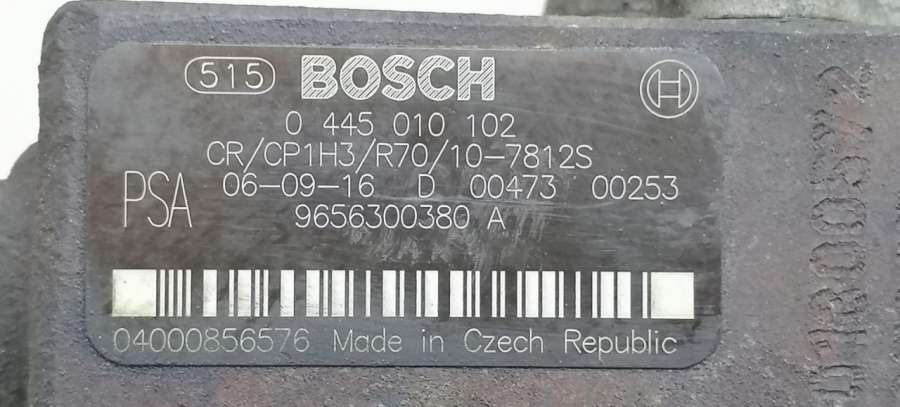 515 BOSCH
0 445 010 102
CR/CP1H3/R70/10-7812S
PSA 06-09-16 D 00473 00253
9656300380 A
04000856576 Made in Czech Republic